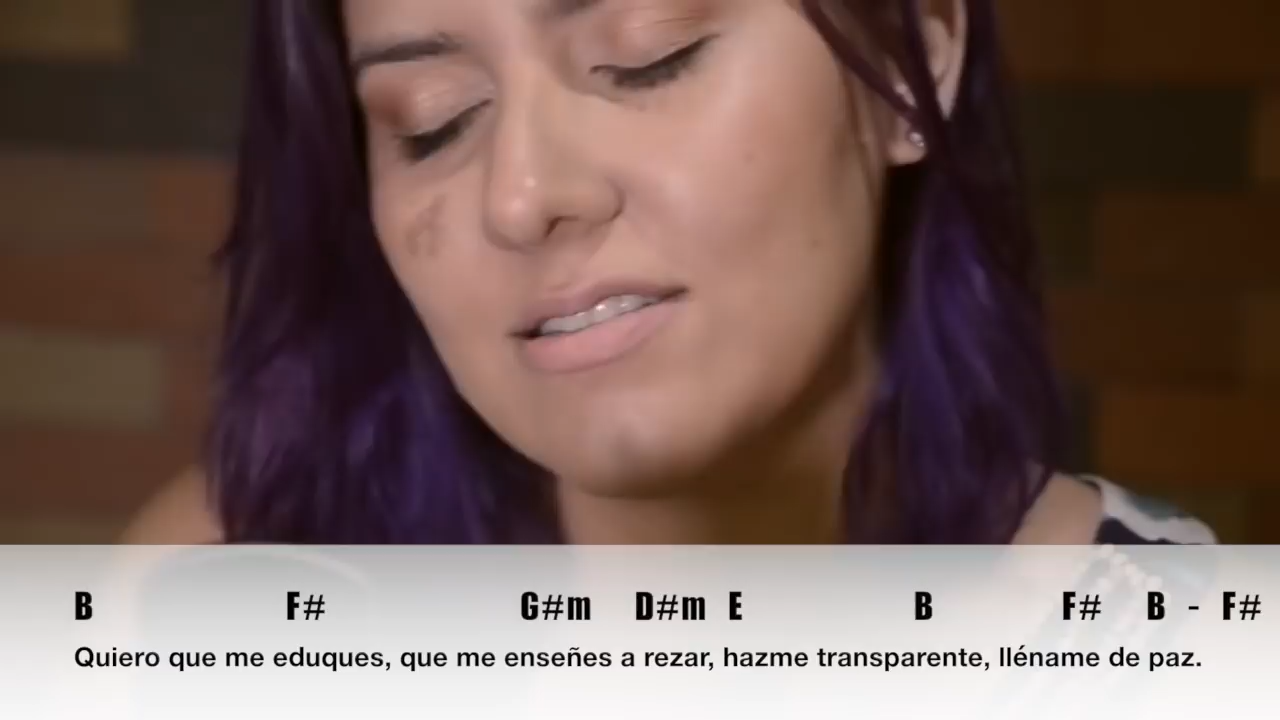 B F# G#m D#m E B F# B - F#
Quiero que me eduques, que me enseñes a rezar, hazme transparente, lléname de paz.